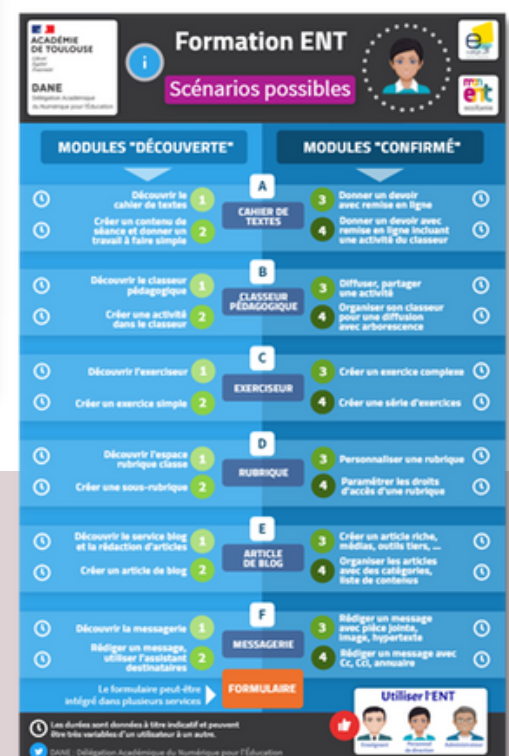 ACADÉMIE
DE TOULOUSE
Liberté
Égalité
Fraternité
DANE
Délégation Académique
du Numérique pour l'Éducation
i
Formation ENT
Scénarios possibles
mon
ent
occitanie
MODULES "DÉCOUVERTE"
MODULES "CONFIRMÉ"
A
CAHIER DE
TEXTES
Découvrir le
cahier de textes
1
Créer un contenu de
séance et donner un
travail à faire simple
2
3
Donner un devoir
avec remise en ligne
4
Donner un devoir avec
remise en ligne incluant
une activité du classeur
B
CLASSEUR
PÉDAGOGIQUE
Découvrir le classeur
pédagogique
1
Créer une activité
dans le classeur
2
3
Diffuser, partager
une activité
4
Organiser son classeur
pour une diffusion
avec arborescence
C
EXERCISEUR
Découvrir l'exerciseur
1
Créer un exercice simple
2
3
Créer un exercice complexe
4
Créer une série d'exercices
D
RUBRIQUE
Découvrir l'espace
rubrique classe
1
Créer une sous-rubrique
2
3
Personnaliser une rubrique
4
Paramétrer les droits
d'accès d'une rubrique
E
ARTICLE
DE BLOG
Découvrir le service blog
et la rédaction d'articles
1
Créer un article de blog
2
3
Créer un article riche,
médias, outils tiers, ...
4
Organiser les articles
avec des catégories,
liste de contenus
F
MESSAGERIE
Découvrir la messagerie
1
Rédiger un message,
utiliser l'assistant
destinataires
2
3
Rédiger un message
avec pièce jointe,
image, hypertexte
4
Rédiger un message avec
Cc, Cci, annuaire
Le formulaire peut-être
intégré dans plusieurs services
FORMULAIRE
Les durées sont données à titre indicatif et peuvent
être très variables d'un utilisateur à un autre.
DANE : Délégation Académique du Numérique pour l'Éducation
Utiliser l'ENT
Enseignant
Personnel
de direction
Administrateur